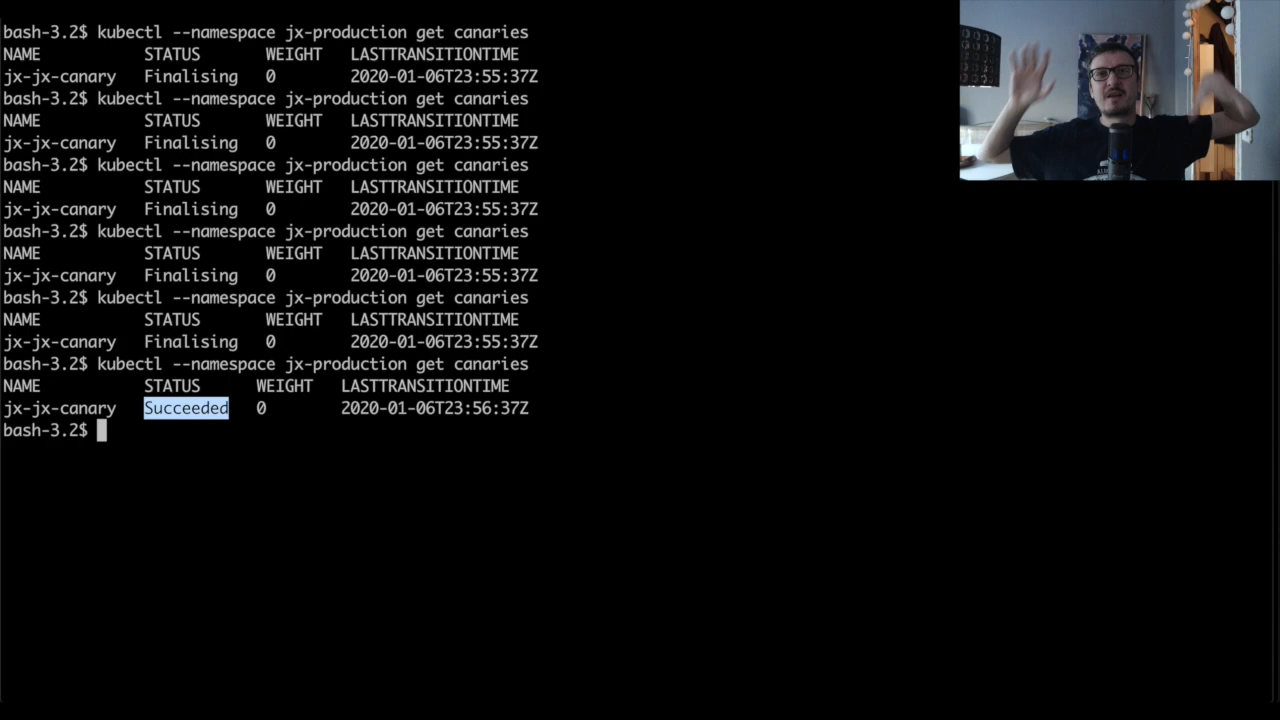 bash-3.2$ kubectl --namespace jx-production get canaries
NAME STATUS WEIGHT LASTTRANSITIONTIME
jx-jx-canary Finalising 0 2020-01-06T23:55:37Z
bash-3.2$ kubectl --namespace jx-production get canaries
NAME STATUS WEIGHT LASTTRANSITIONTIME
jx-jx-canary Finalising 0 2020-01-06T23:55:37Z
bash-3.2$ kubectl --namespace jx-production get canaries
NAME STATUS WEIGHT LASTTRANSITIONTIME
jx-jx-canary Finalising 0 2020-01-06T23:55:37Z
bash-3.2$ kubectl --namespace jx-production get canaries
NAME STATUS WEIGHT LASTTRANSITIONTIME
jx-jx-canary Finalising 0 2020-01-06T23:55:37Z
bash-3.2$ kubectl --namespace jx-production get canaries
NAME STATUS WEIGHT LASTTRANSITIONTIME
jx-jx-canary Finalising 0 2020-01-06T23:55:37Z
bash-3.2$ kubectl --namespace jx-production get canaries
NAME STATUS WEIGHT LASTTRANSITIONTIME
jx-jx-canary Succeeded 0 2020-01-06T23:56:37Z
bash-3.2$